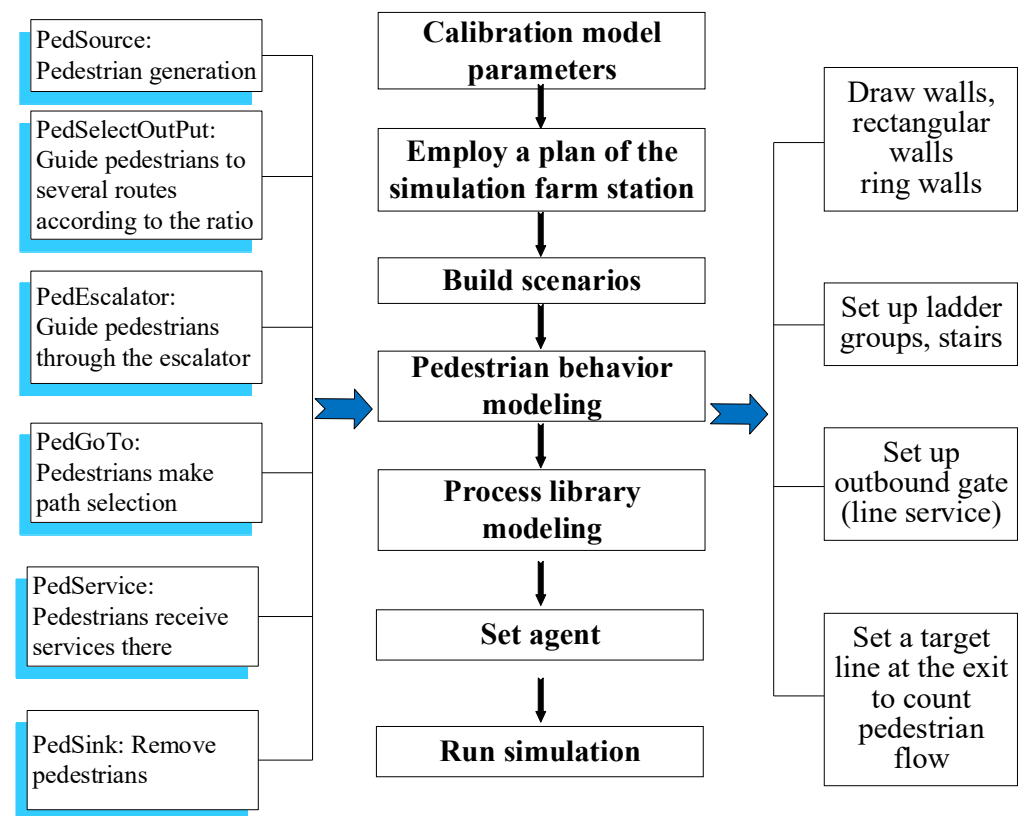 PedSource:
Pedestrian generation
PedSelectOutPut:
Guide pedestrians to
several routes
according to the ratio
PedEscalator:
Guide pedestrians
through the escalator
PedGoTo:
Pedestrians make
path selection
PedService:
Pedestrians receive
services there
PedSink: Remove
pedestrians
Calibration model
parameters
Employ a plan of the
simulation farm station
Build scenarios
Pedestrian behavior
modeling
Process library
modeling
Set agent
Run simulation
Draw walls,
rectangular
walls
ring walls
Set up ladder
groups, stairs
Set up
outbound gate
(line service)
Set a target
line at the exit
to count
pedestrian
flow